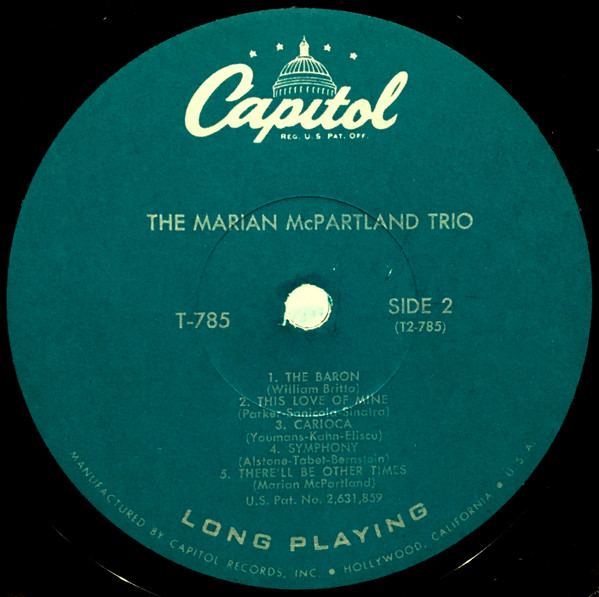 Capitol
REG. U.S. PAT. OFF.
THE MARIAN McPARTLAND TRIO
T-785
SIDE 2
(T2-785)
1. THE BARON
(William Britto)
2. THIS LOVE OF MINE
(Parker-Sanicola-Sinatra)
3. CARIOCA
(Youmans-Kahn-Eliscu)
4. SYMPHONY
(Alstone-Tabet-Bernstein)
5. THERE'LL BE OTHER TIMES
(Marian McPartland)
U.S. Pat. No. 2,631,859
LONG PLAYING
MANUFACTURED BY CAPITOL RECORDS, INC. • HOLLYWOOD, CALIFORNIA • U.S.A.